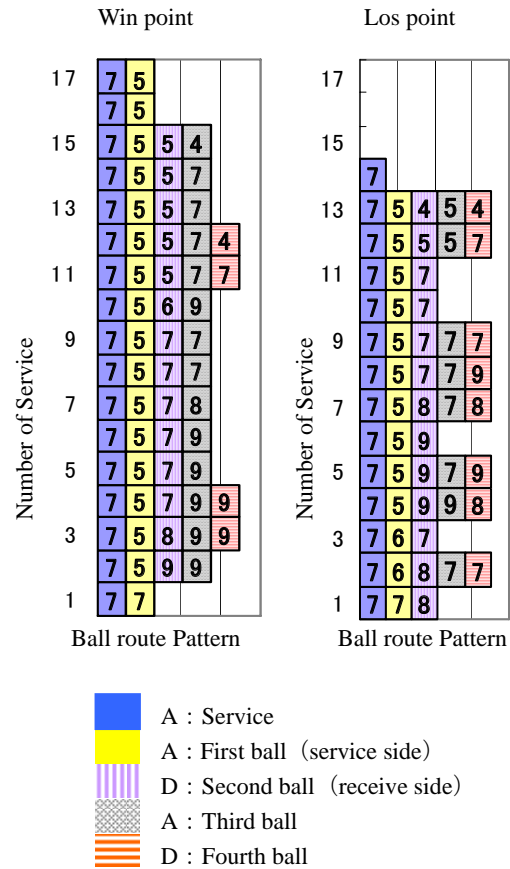 Win point
17 7 5
7 5
15 7 5 5 4
7 5 5 7
13 7 5 5 7
7 5 5 7 4
11 7 5 5 7 7
7 5 6 9
9 7 5 7 7
7 5 7 7
7 7 5 7 8
7 5 7 9
5 7 5 7 9
7 5 7 9 9
3 7 5 8 9 9
7 5 9 9
1 7 7
Number of Service
Ball route Pattern
Los point
17
15
7
13 7 5 4 5 4
7 5 5 5 7
11 7 5 7
7 5 7
9 7 5 7 7 7
7 5 7 7 9
7 7 5 8 7 8
7 5 9
5 7 5 9 7 9
7 5 9 9 8
3 7 6 7
7 6 8 7 7
1 7 7 8
Number of Service
Ball route Pattern
A : Service
A : First ball (service side)
D : Second ball (receive side)
A : Third ball
D : Fourth ball